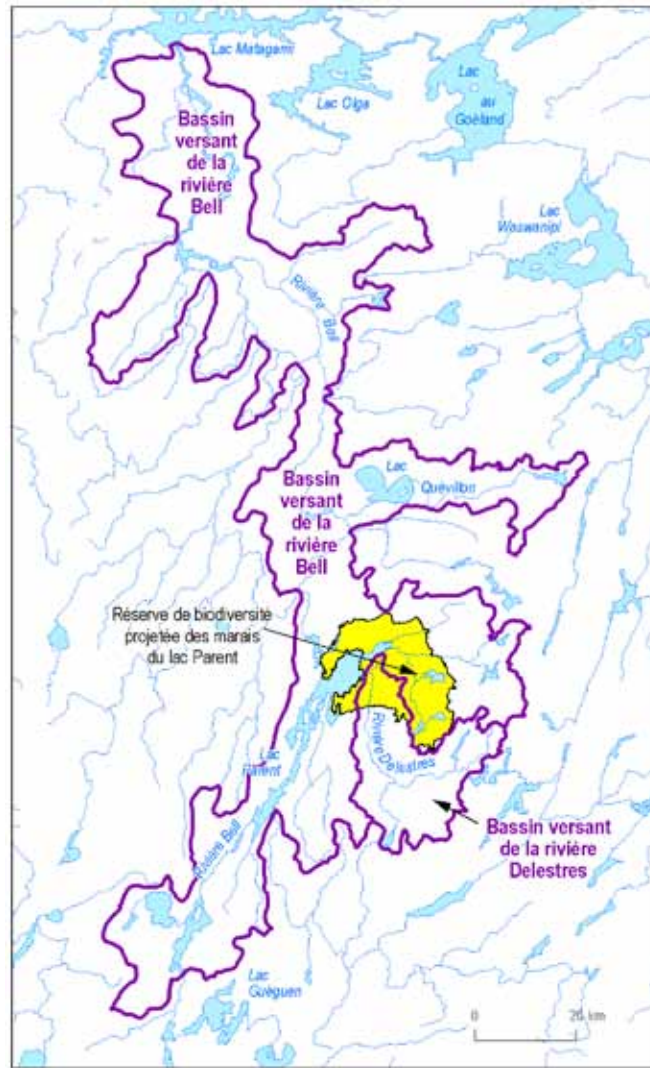 Lac Matagami
Lac Olga
Lac
au
Goéland
Bassin
versant
de la
rivière
Bell
Lac
Waswanipi
Rivière Bell
Bassin
versant
de la
rivière
Bell
Lac
Quévillon
Réserve de biodiversité
projetée des marais
du lac Parent
Rivière Delestres
Lac
Parent
Rivière Bell
Bassin versant
de la rivière
Delestres
Lac
Guéguen
0 20 km